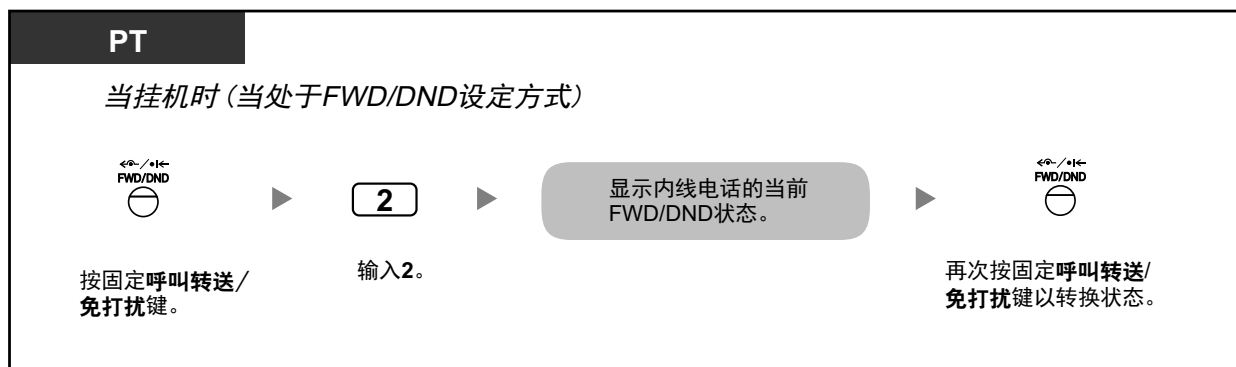 PT
当挂机时（当处于FWD/DND设定方式）
FWD/DND
2
显示内线电话的当前
FWD/DND状态。
FWD/DND
按固定呼叫转送/
免打扰键。
输入2。
再次按固定呼叫转送/
免打扰键以转换状态。